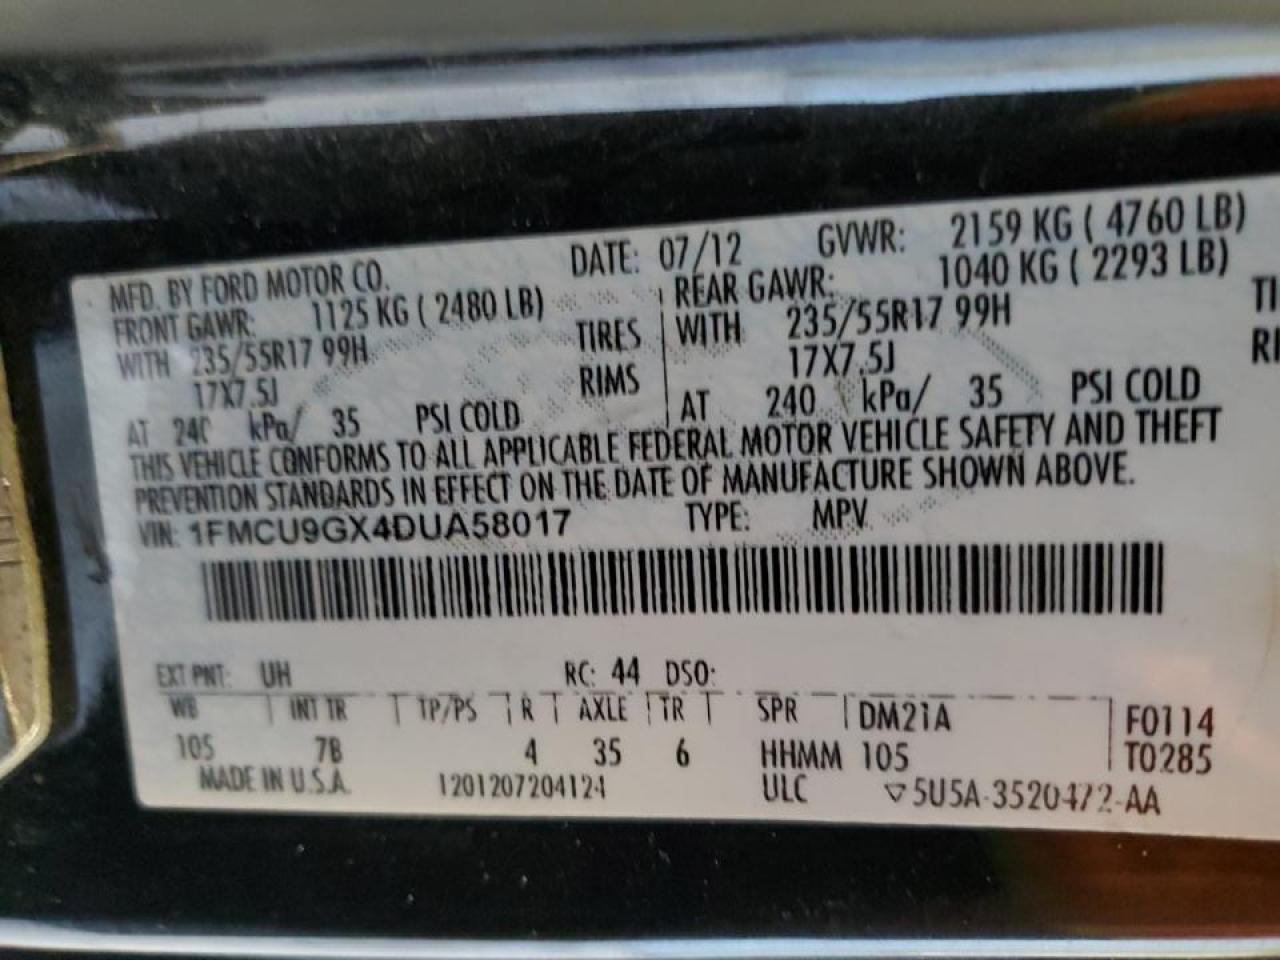 MFD. BY FORD MOTOR CO. DATE: 07/12 GVWR: 2159 KG ( 4760 LB)
FRONT GAWR: 1125 KG ( 2480 LB) REAR GAWR: 1040 KG ( 2293 LB)
WITH 235/55R17 99H TIRES WITH 235/55R17 99H TI
17X7.5J RIMS 17X7.5J RI
AT 240 kPa/ 35 PSI COLD AT 240 kPa/ 35 PSI COLD
THIS VEHICLE CONFORMS TO ALL APPLICABLE FEDERAL MOTOR VEHICLE SAFETY AND THEFT
PREVENTION STANDARDS IN EFFECT ON THE DATE OF MANUFACTURE SHOWN ABOVE.
VIN: 1FMCU9GX4DUA58017 TYPE: MPV
EXT PNT: UH RC: 44 DSO:
WB INT TR TP/PS R AXLE TR SPR DM21A F0114
105 7B 4 35 6 HHMM 105 T0285
MADE IN U.S.A. 1201207204124 ULC ▽5U5A-3520472-AA